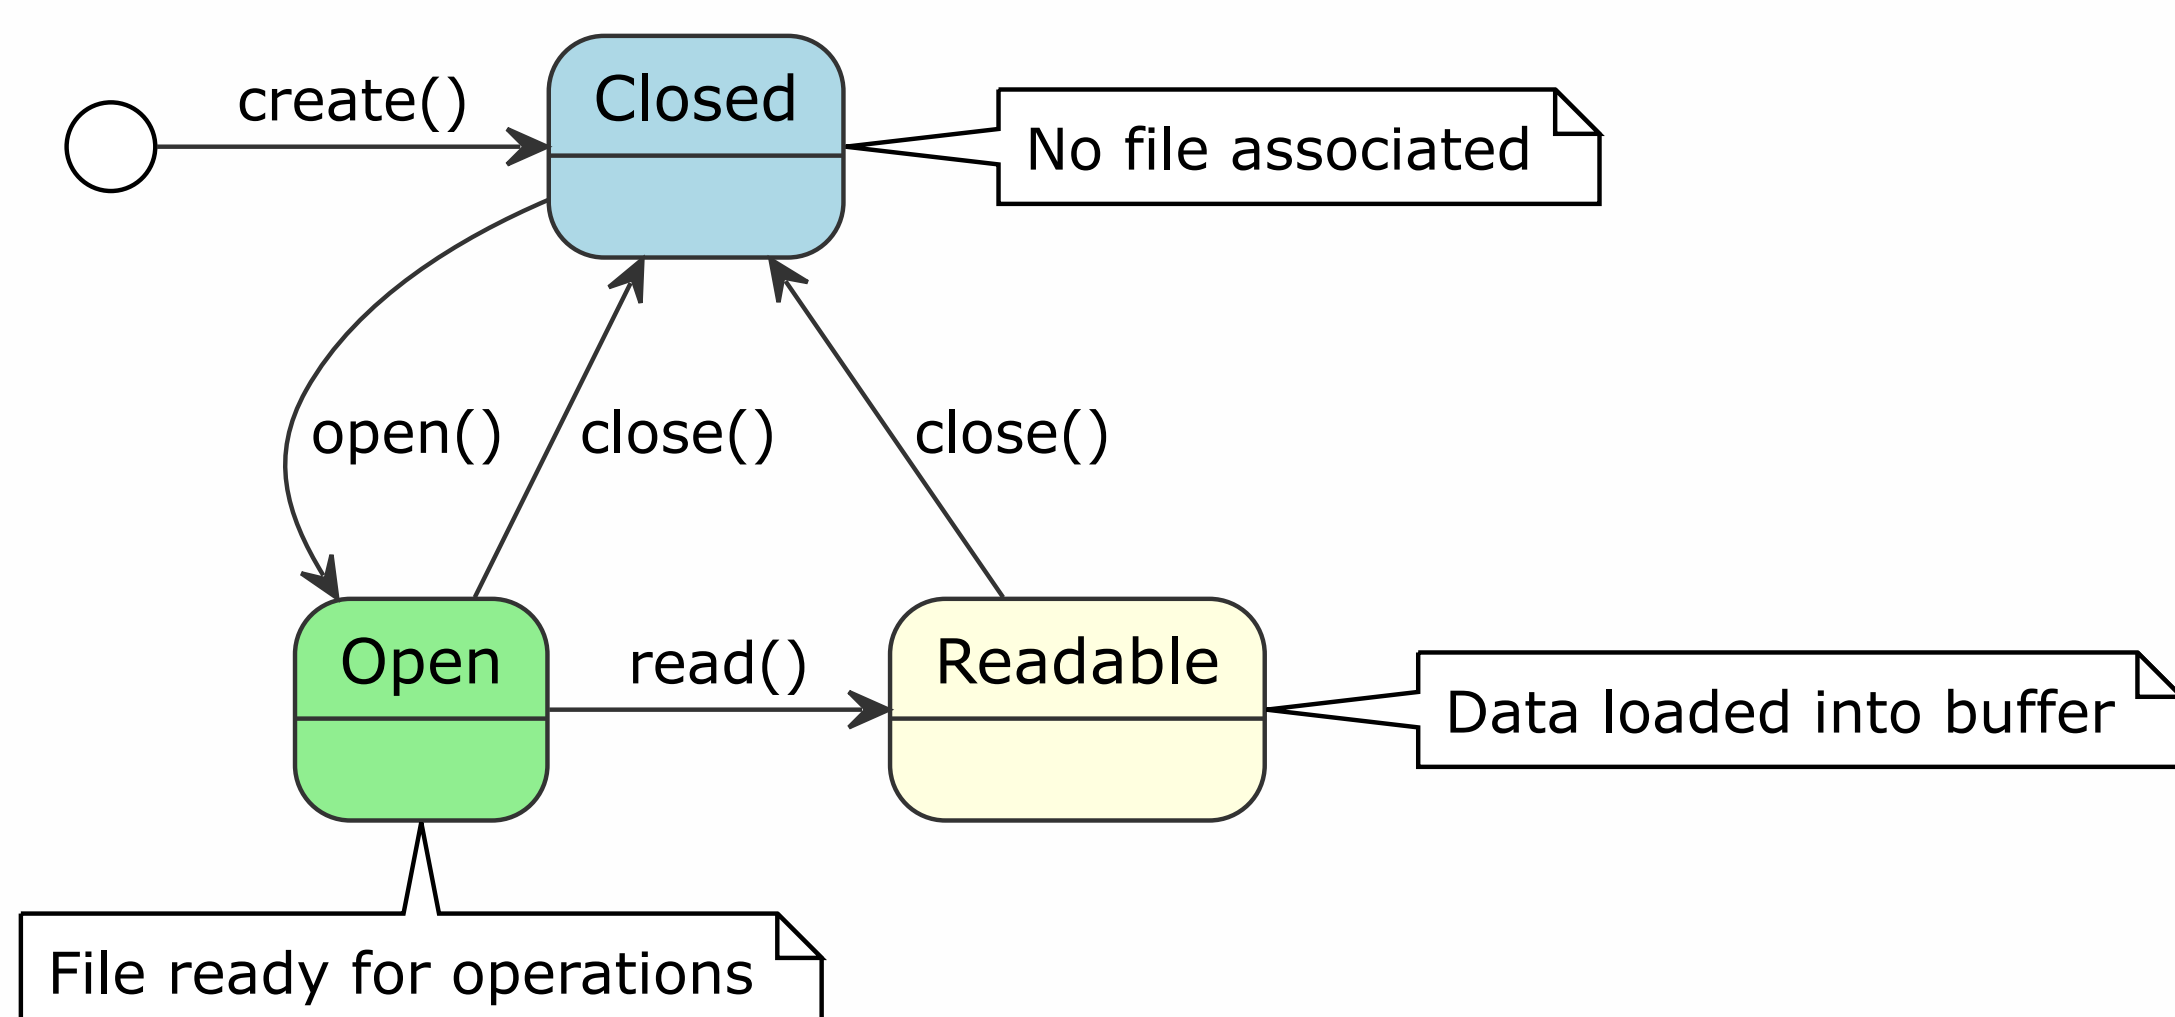 create()
Closed
No file associated
open()
close()
close()
Open
read()
Readable
Data loaded into buffer
File ready for operations